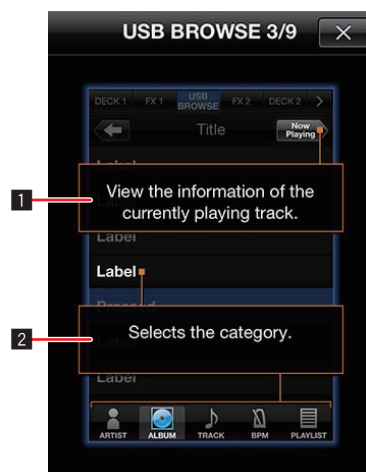 USB BROWSE 3/9
DECK 1 FX 1 USB BROWSE FX 2 DECK 2
Title
Now Playing
Label
1
View the information of the
currently playing track.
Label
Label
2
Selects the category.
Label
ARTIST ALBUM TRACK BPM PLAYLIST